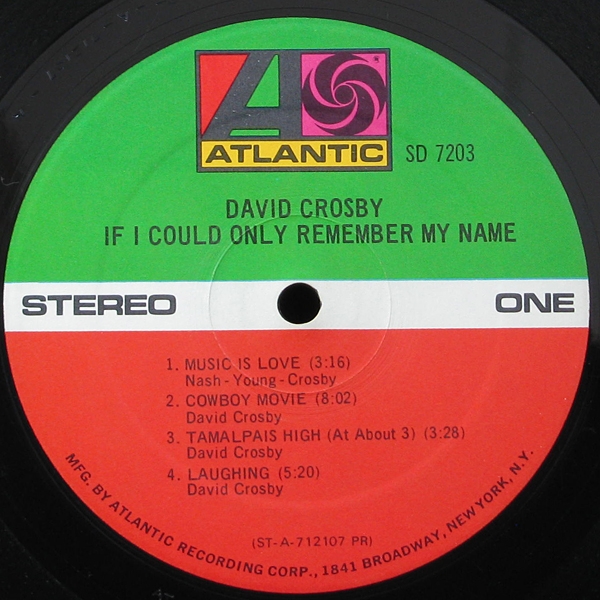 ATLANTIC SD 7203
DAVID CROSBY
IF I COULD ONLY REMEMBER MY NAME
STEREO ONE
1. MUSIC IS LOVE (3:16)
Nash - Young - Crosby
2. COWBOY MOVIE (8:02)
David Crosby
3. TAMALPAIS HIGH (At About 3) (3:28)
David Crosby
4. LAUGHING (5:20)
David Crosby
(ST-A-712107 PR)
MFG. BY ATLANTIC RECORDING CORP., 1841 BROADWAY, NEW YORK, N.Y.